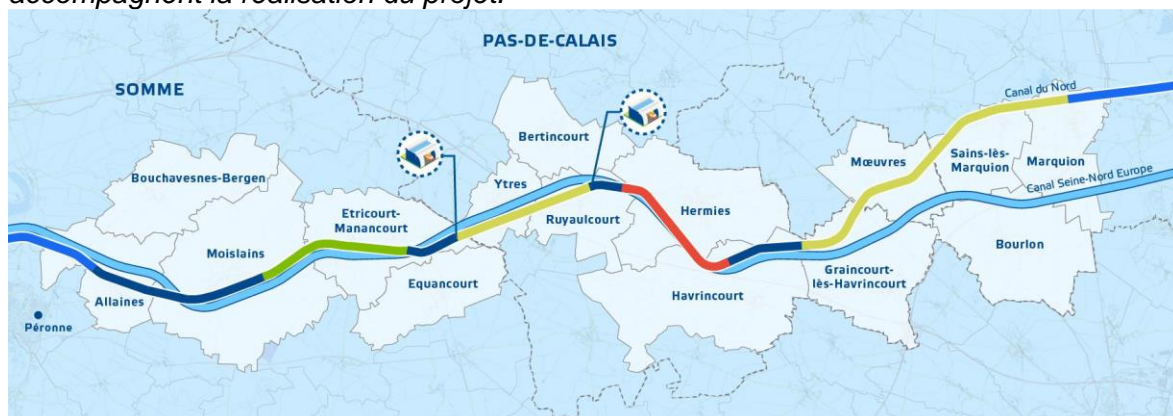 accompagnent la réalisation du projet.
PAS-DE-CALAIS
SOMME
Canal du Nord
Bertincourt
Mœuvres
Sains-lès-
Marquion
Marquion
Bouchavesnes-Bergen
Ytres
Canal Seine-Nord Europe
Etricourt-
Manancourt
Ruyaulcourt
Hermies
Moislains
Bourlon
Graincourt-
lès-Havrincourt
Equancourt
Havrincourt
Allaines
Péronne